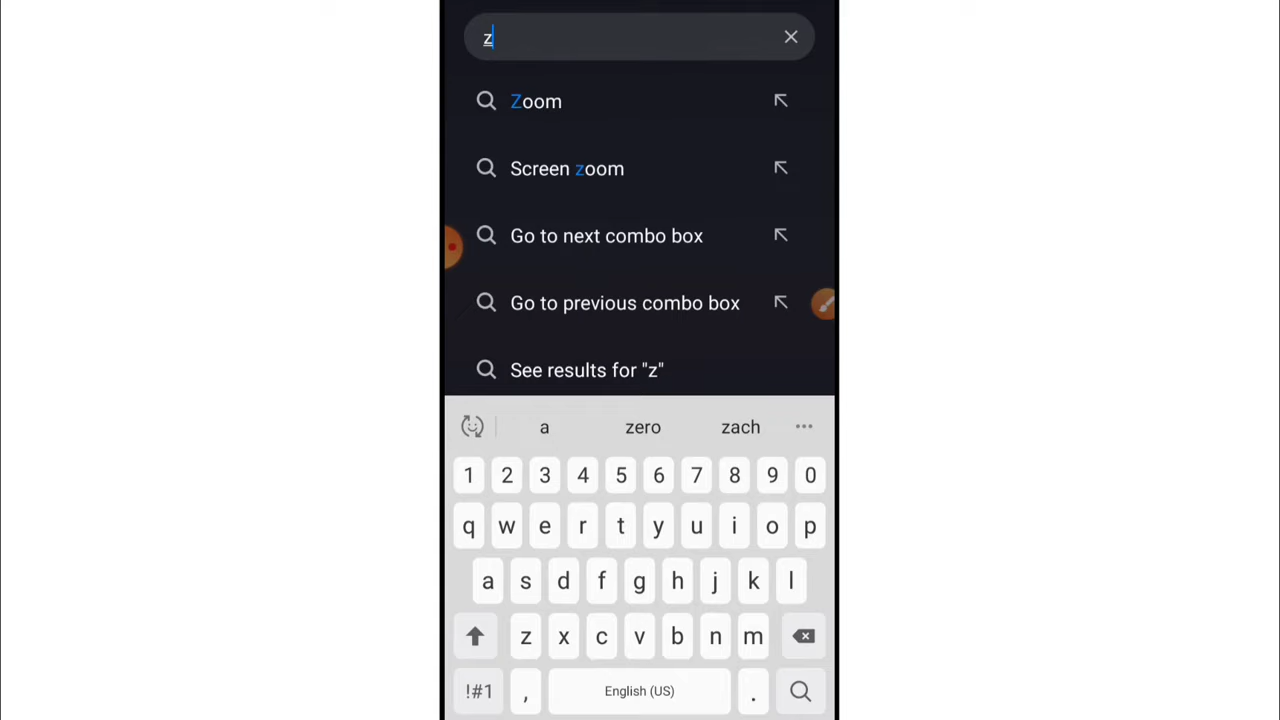 z
Zoom
Screen zoom
Go to next combo box
Go to previous combo box
See results for "z"
a zero zach
1 2 3 4 5 6 7 8 9 0
q w e r t y u i o p
a s d f g h j k l
z x c v b n m
!#1 , English (US) .